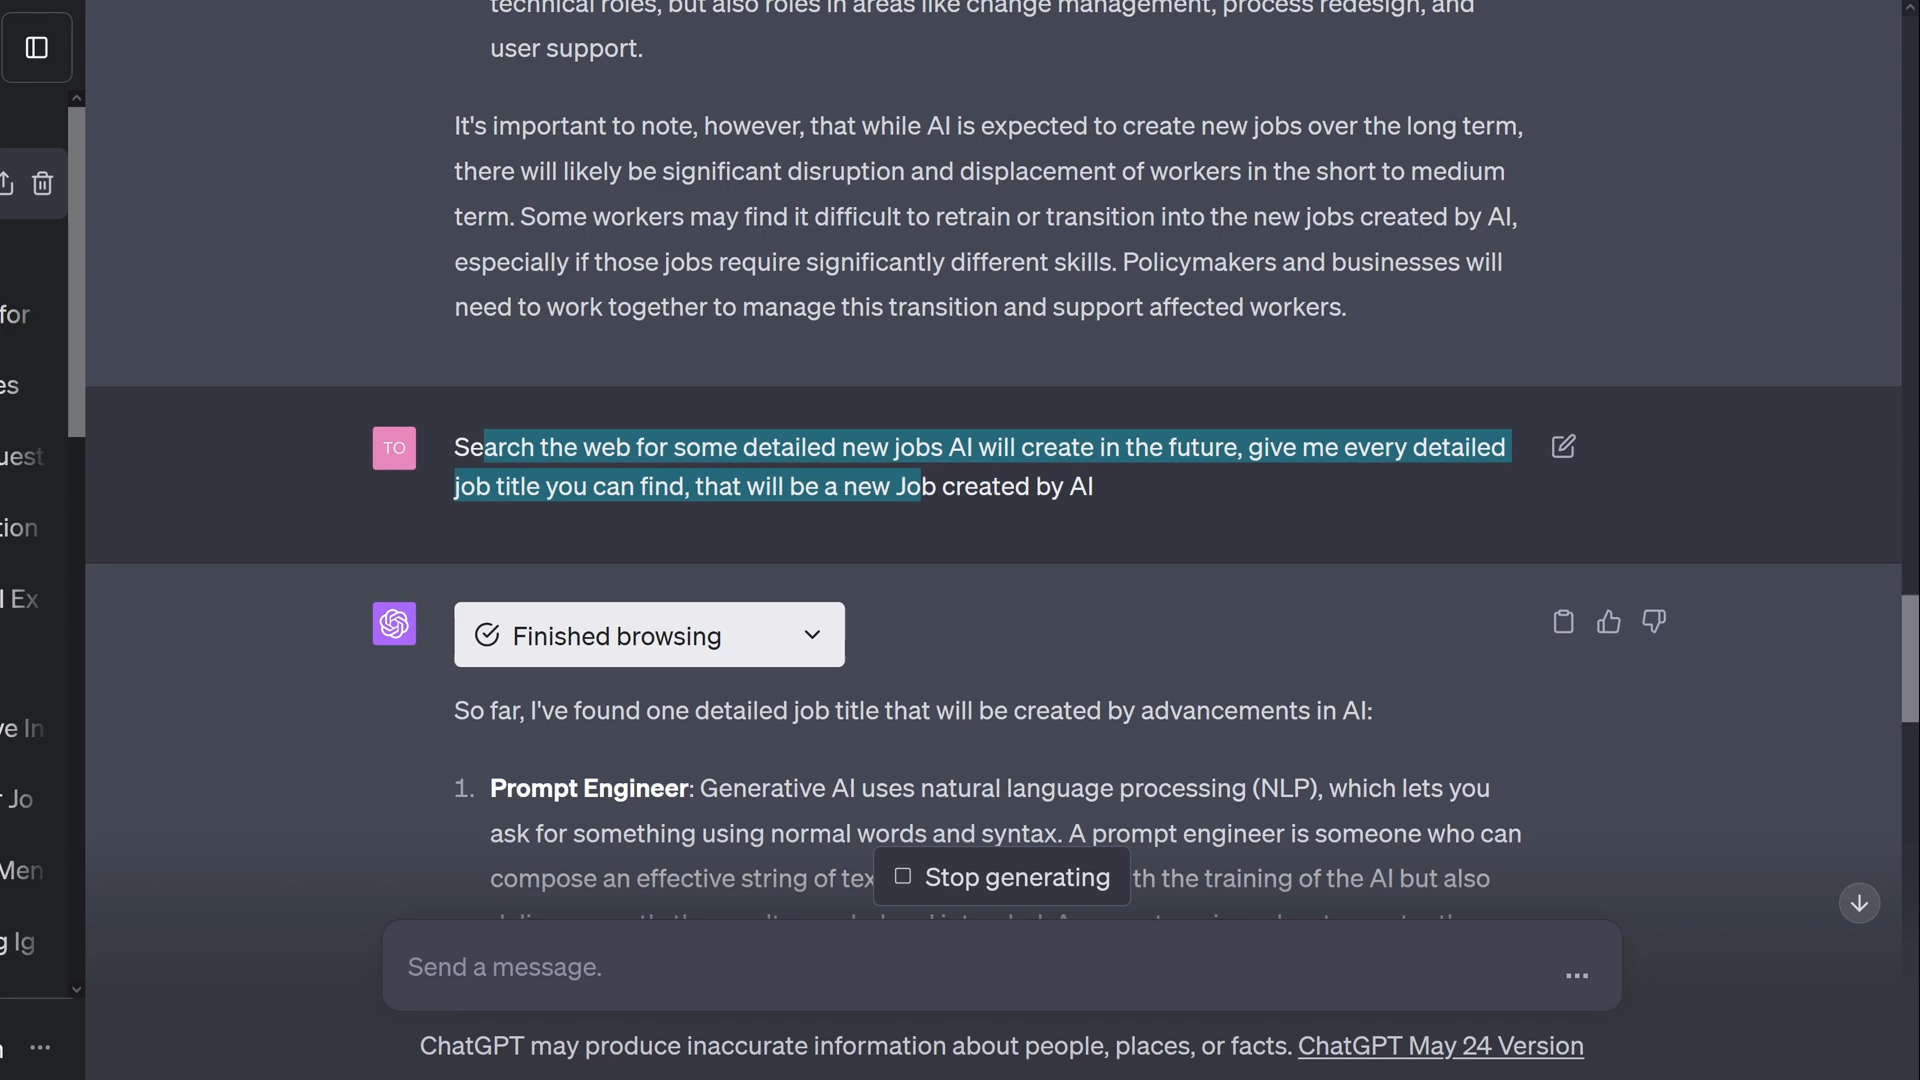 technical roles, but also roles in areas like change management, process redesign, and
user support.
It's important to note, however, that while AI is expected to create new jobs over the long term,
there will likely be significant disruption and displacement of workers in the short to medium
term. Some workers may find it difficult to retrain or transition into the new jobs created by AI,
especially if those jobs require significantly different skills. Policymakers and businesses will
need to work together to manage this transition and support affected workers.
for
es
uest
tion
l Ex
ve In
r Jo
Men
g Ig
TO
Search the web for some detailed new jobs AI will create in the future, give me every detailed
job title you can find, that will be a new Job created by AI
Finished browsing
So far, I've found one detailed job title that will be created by advancements in AI:
1. Prompt Engineer: Generative AI uses natural language processing (NLP), which lets you
ask for something using normal words and syntax. A prompt engineer is someone who can
compose an effective string of tex
th the training of the AI but also
Stop generating
Send a message.
...
ChatGPT may produce inaccurate information about people, places, or facts. ChatGPT May 24 Version